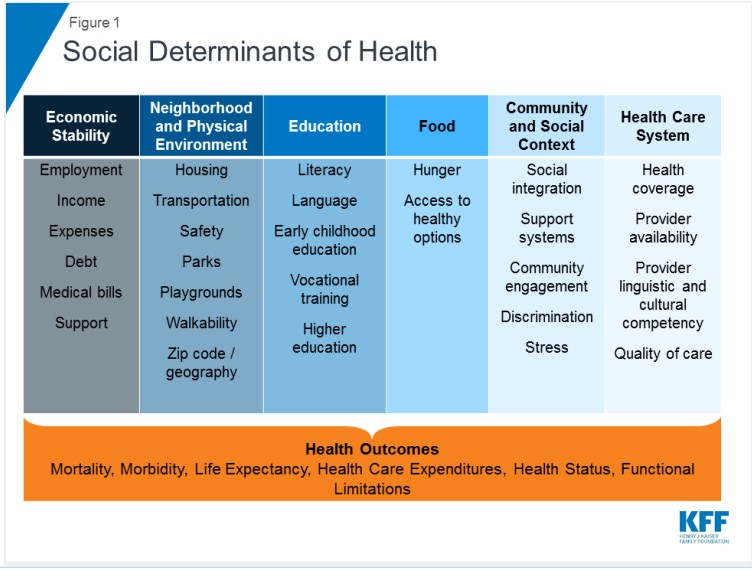 Figure 1
Social Determinants of Health
Economic
Stability
Employment
Income
Expenses
Debt
Medical bills
Support
Neighborhood
and Physical
Environment
Housing
Transportation
Safety
Parks
Playgrounds
Walkability
Zip code /
geography
Education
Literacy
Language
Early childhood
education
Vocational
training
Higher
education
Food
Hunger
Access to
healthy
options
Community
and Social
Context
Social
integration
Support
systems
Community
engagement
Discrimination
Stress
Health Care
System
Health
coverage
Provider
availability
Provider
linguistic and
cultural
competency
Quality of care
Health Outcomes
Mortality, Morbidity, Life Expectancy, Health Care Expenditures, Health Status, Functional
Limitations
KFF
HENRY J KAISER
FAMILY FOUNDATION